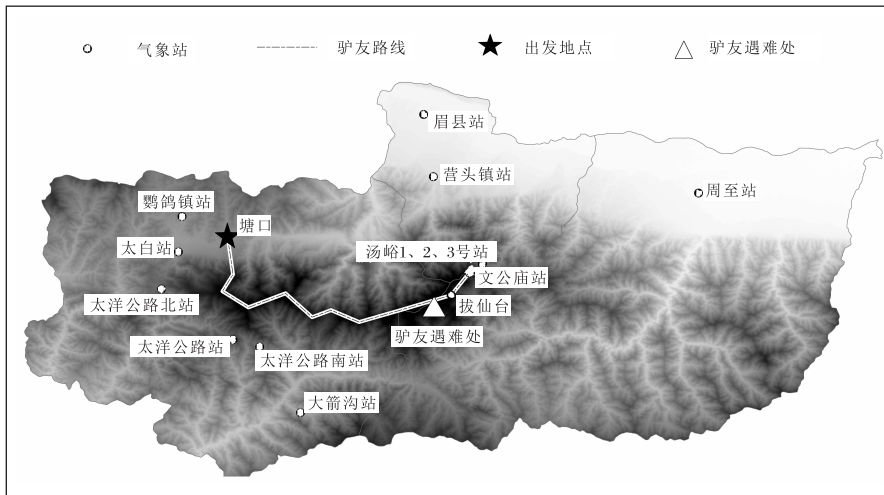 气象站
驴友路线
出发地点
驴友遇难处
眉县站
营头镇站
周至站
鹦鸽镇站
塘口
太白站
汤峪1、2、3号站
文公庙站
太洋公路北站
拔仙台
驴友遇难处
太洋公路站
太洋公路南站
大箭沟站